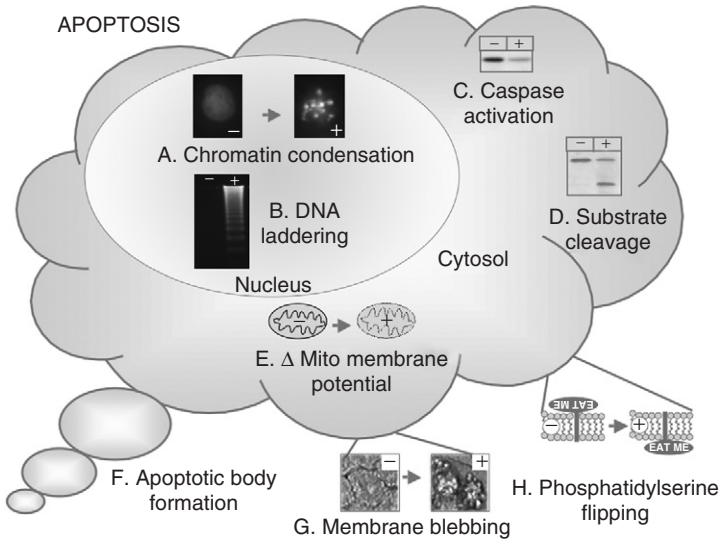 APOPTOSIS
− +
C. Caspase
activation
− +
A. Chromatin condensation
− +
D. Substrate
cleavage
− +
B. DNA
laddering
Nucleus
Cytosol
− +
E. Δ Mito membrane
potential
EAT ME
− +
EAT ME
F. Apoptotic body
formation
− +
G. Membrane blebbing
H. Phosphatidylserine
flipping